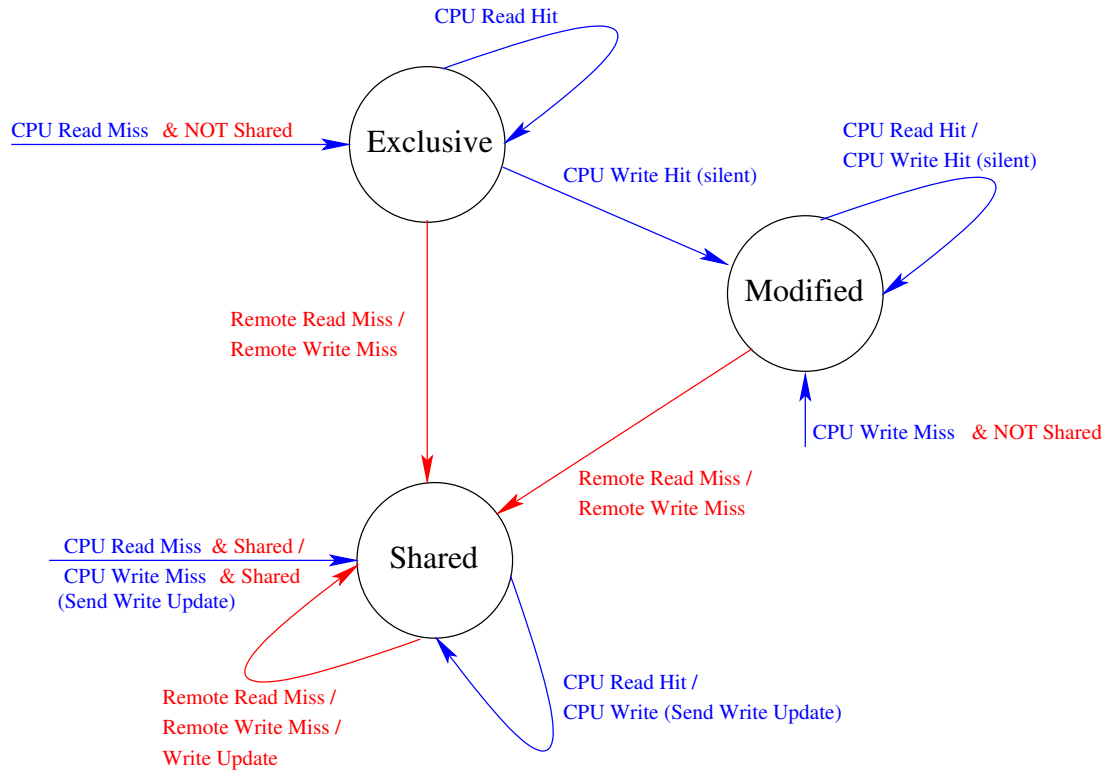 CPU Read Hit
CPU Read Miss & NOT Shared
Exclusive
CPU Read Hit /
CPU Write Hit (silent)
CPU Write Hit (silent)
Modified
Remote Read Miss /
Remote Write Miss
CPU Write Miss & NOT Shared
Remote Read Miss /
Remote Write Miss
CPU Read Miss & Shared /
CPU Write Miss & Shared
(Send Write Update)
Shared
CPU Read Hit /
CPU Write (Send Write Update)
Remote Read Miss /
Remote Write Miss /
Write Update